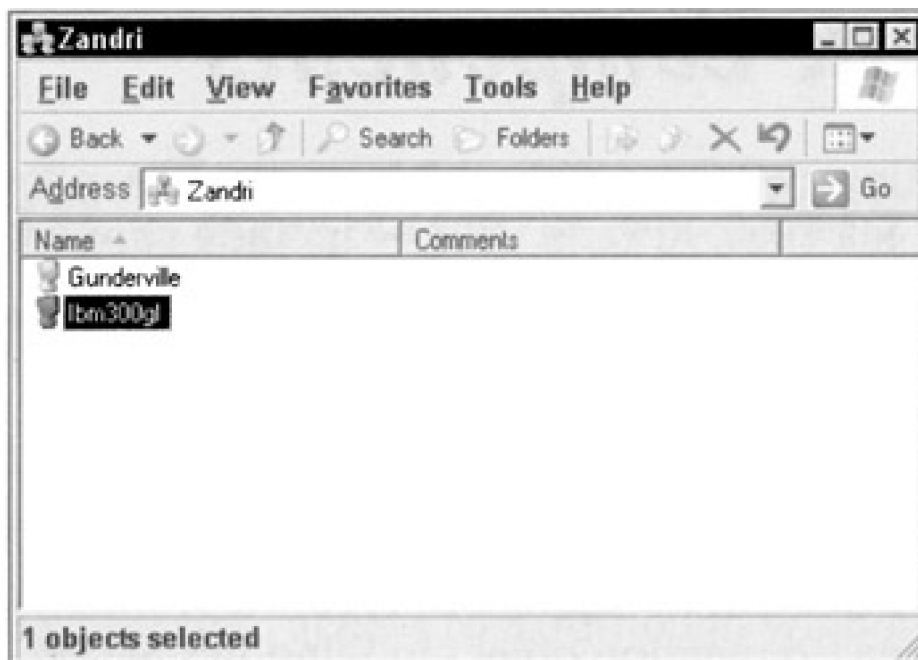 Zandri
File Edit View Favorites Tools Help
Back Search Folders
Address Zandri Go
Name Comments
Gunderville
Ibm300gl
1 objects selected